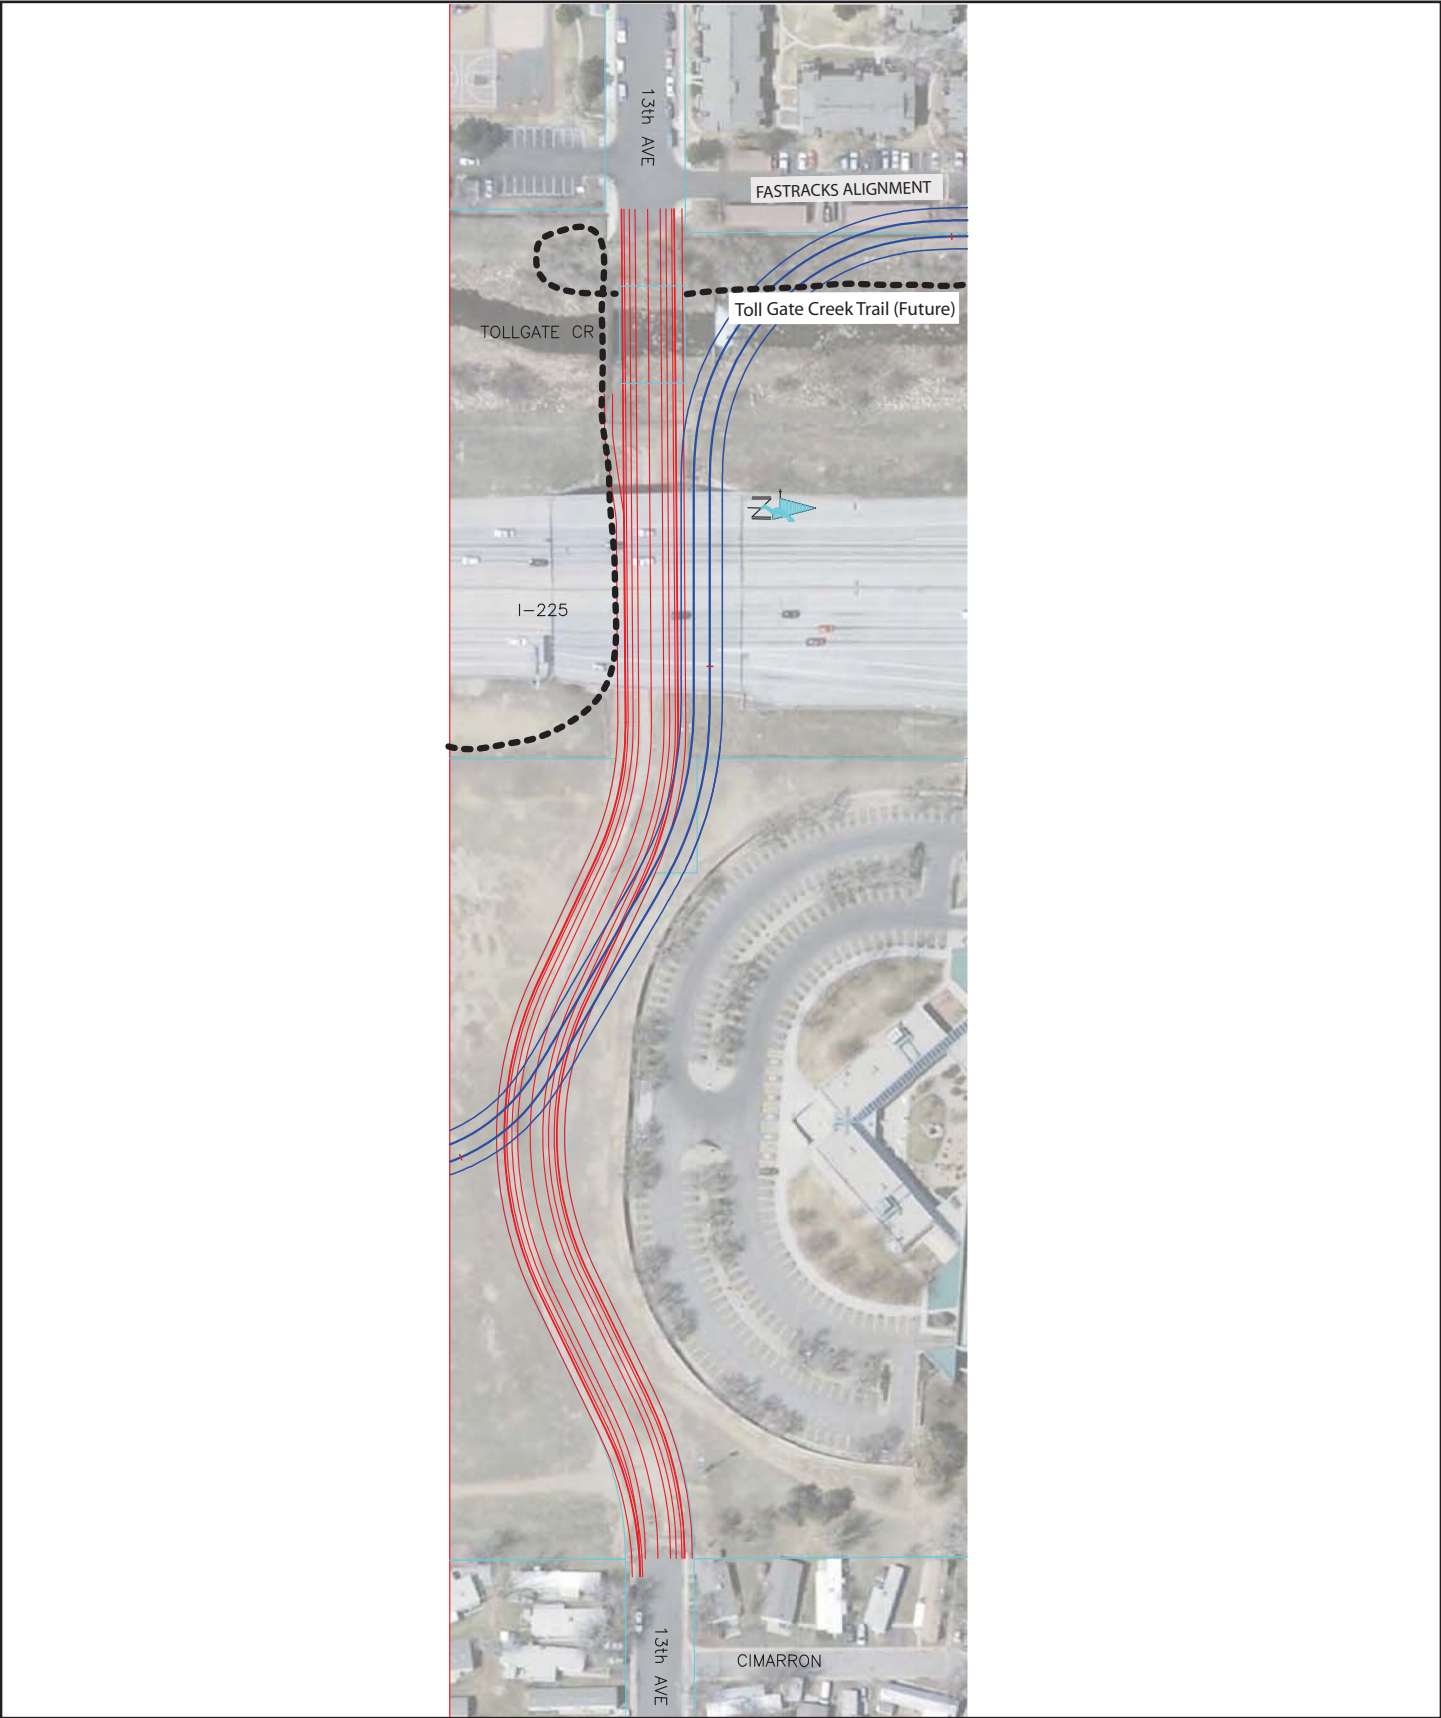 13th AVE
FASTRACKS ALIGNMENT
Toll Gate Creek Trail (Future)
TOLLGATE CR
N
I-225
13th AVE
CIMARRON